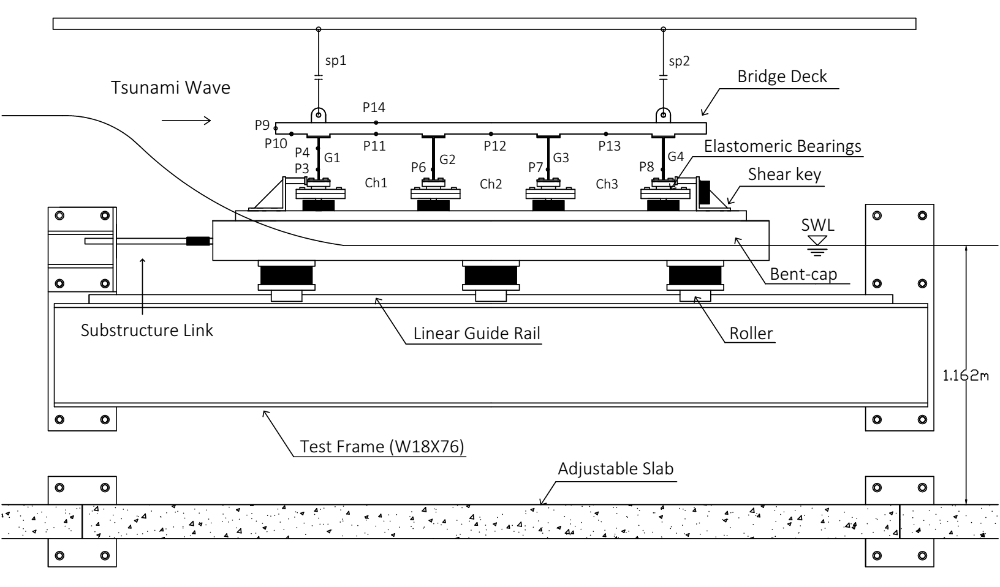 sp1
sp2
Bridge Deck
Tsunami Wave
P14
P9
P10
P11
P12
P13
P4
G1
G2
G3
G4
Elastomeric Bearings
P3
P6
P7
P8
Shear key
Ch1
Ch2
Ch3
SWL
Bent-cap
Substructure Link
Linear Guide Rail
Roller
1.162m
Test Frame (W18X76)
Adjustable Slab